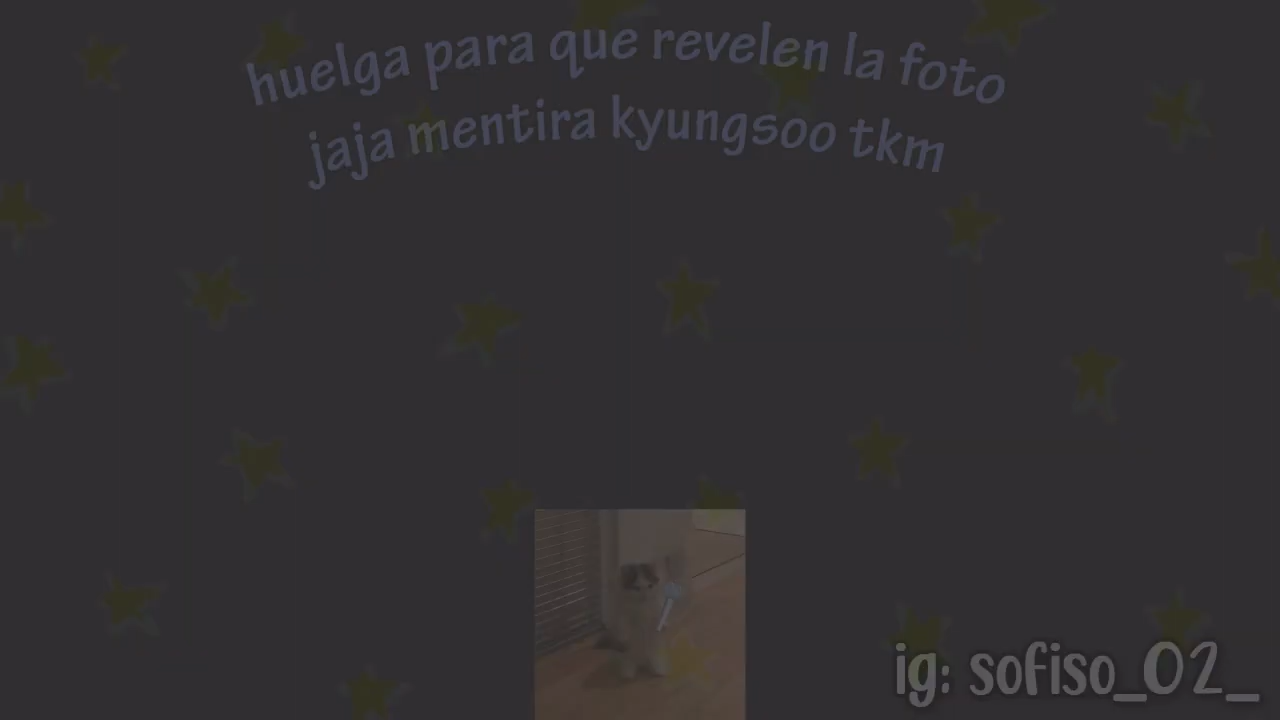 huelga para que revelen la foto
jaja mentira kyungsoo tkm
ig: sofiso_02_